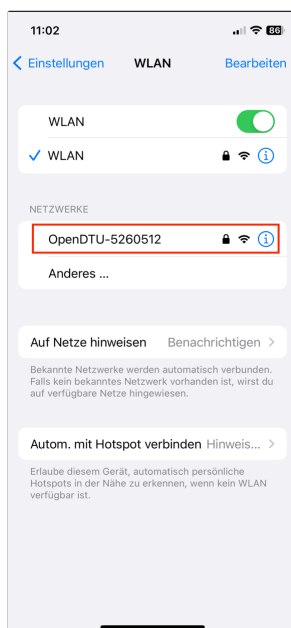 11:02
86
Einstellungen WLAN Bearbeiten
WLAN
WLAN
NETZWERKE
OpenDTU-5260512
Anderes ...
Auf Netze hinweisen Benachrichtigen
Bekannte Netzwerke werden automatisch verbunden.
Falls kein bekanntes Netzwerk vorhanden ist, wirst du
auf verfügbare Netze hingewiesen.
Autom. mit Hotspot verbinden Hinweis...
Erlaube diesem Gerät, automatisch persönliche
Hotspots in der Nähe zu erkennen, wenn kein WLAN
verfügbar ist.